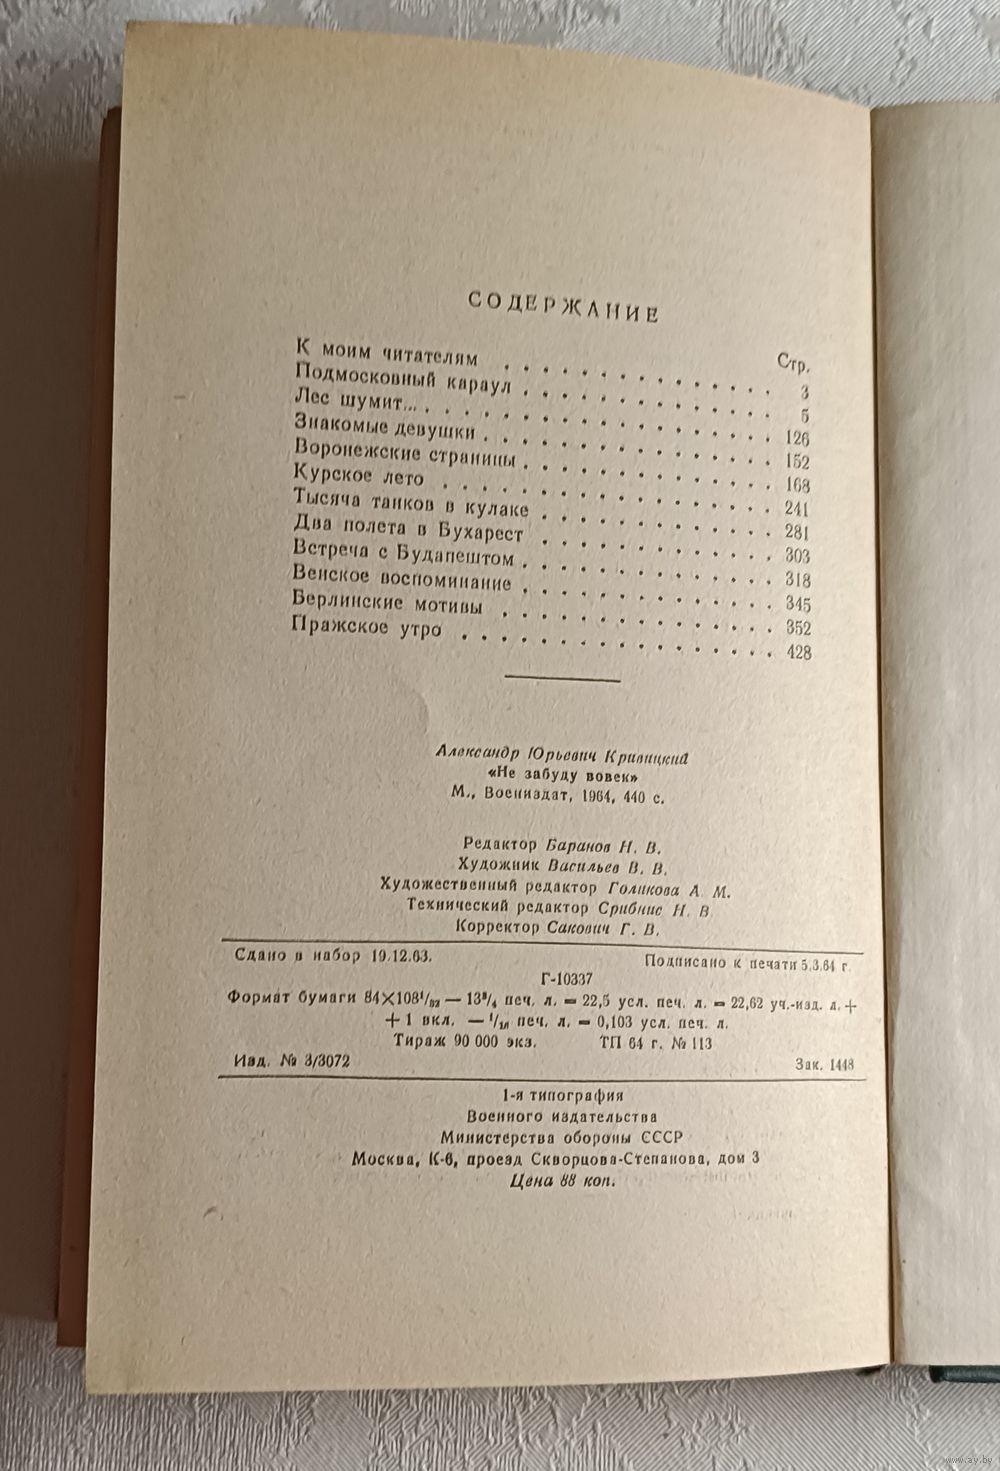 СОДЕРЖАНИЕ
Стр.
К моим читателям . . . . . . . . . . . . . . 3
Подмосковный караул . . . . . . . . . . . . . 5
Лес шумит... . . . . . . . . . . . . . . . . 126
Знакомые девушки . . . . . . . . . . . . . . 152
Воронежские страницы . . . . . . . . . . . . . 168
Курское лето . . . . . . . . . . . . . . . . 241
Тысяча танков в кулаке . . . . . . . . . . . . 281
Два полета в Бухарест . . . . . . . . . . . . 303
Встреча с Будапештом . . . . . . . . . . . . . 318
Венское воспоминание . . . . . . . . . . . . . 345
Берлинские мотивы . . . . . . . . . . . . . . 352
Пражское утро . . . . . . . . . . . . . . . . 428
Александр Юрьевич Кривицкий
«Не забуду вовек»
М., Воениздат, 1964, 440 с.
Редактор Баранов Н. В.
Художник Васильев В. В.
Художественный редактор Голикова А. М.
Технический редактор Срибнис Н. В.
Корректор Сакович Г. В.
Сдано в набор 19.12.63. Подписано к печати 5.3.64 г.
Г-10337
Формат бумаги 84×108¹/₃₂ — 13³/₄ печ. л. = 22,5 усл. печ. л. = 22,62 уч.-изд. л. +
+ 1 вкл. — ¹/₁₆ печ. л. = 0,103 усл. печ. л.
Тираж 90 000 экз. ТП 64 г. № 113
Изд. № 3/3072 Зак. 1448
1-я типография
Военного издательства
Министерства обороны СССР
Москва, К-6, проезд Скворцова-Степанова, дом 3
Цена 88 коп.
www.ay.by